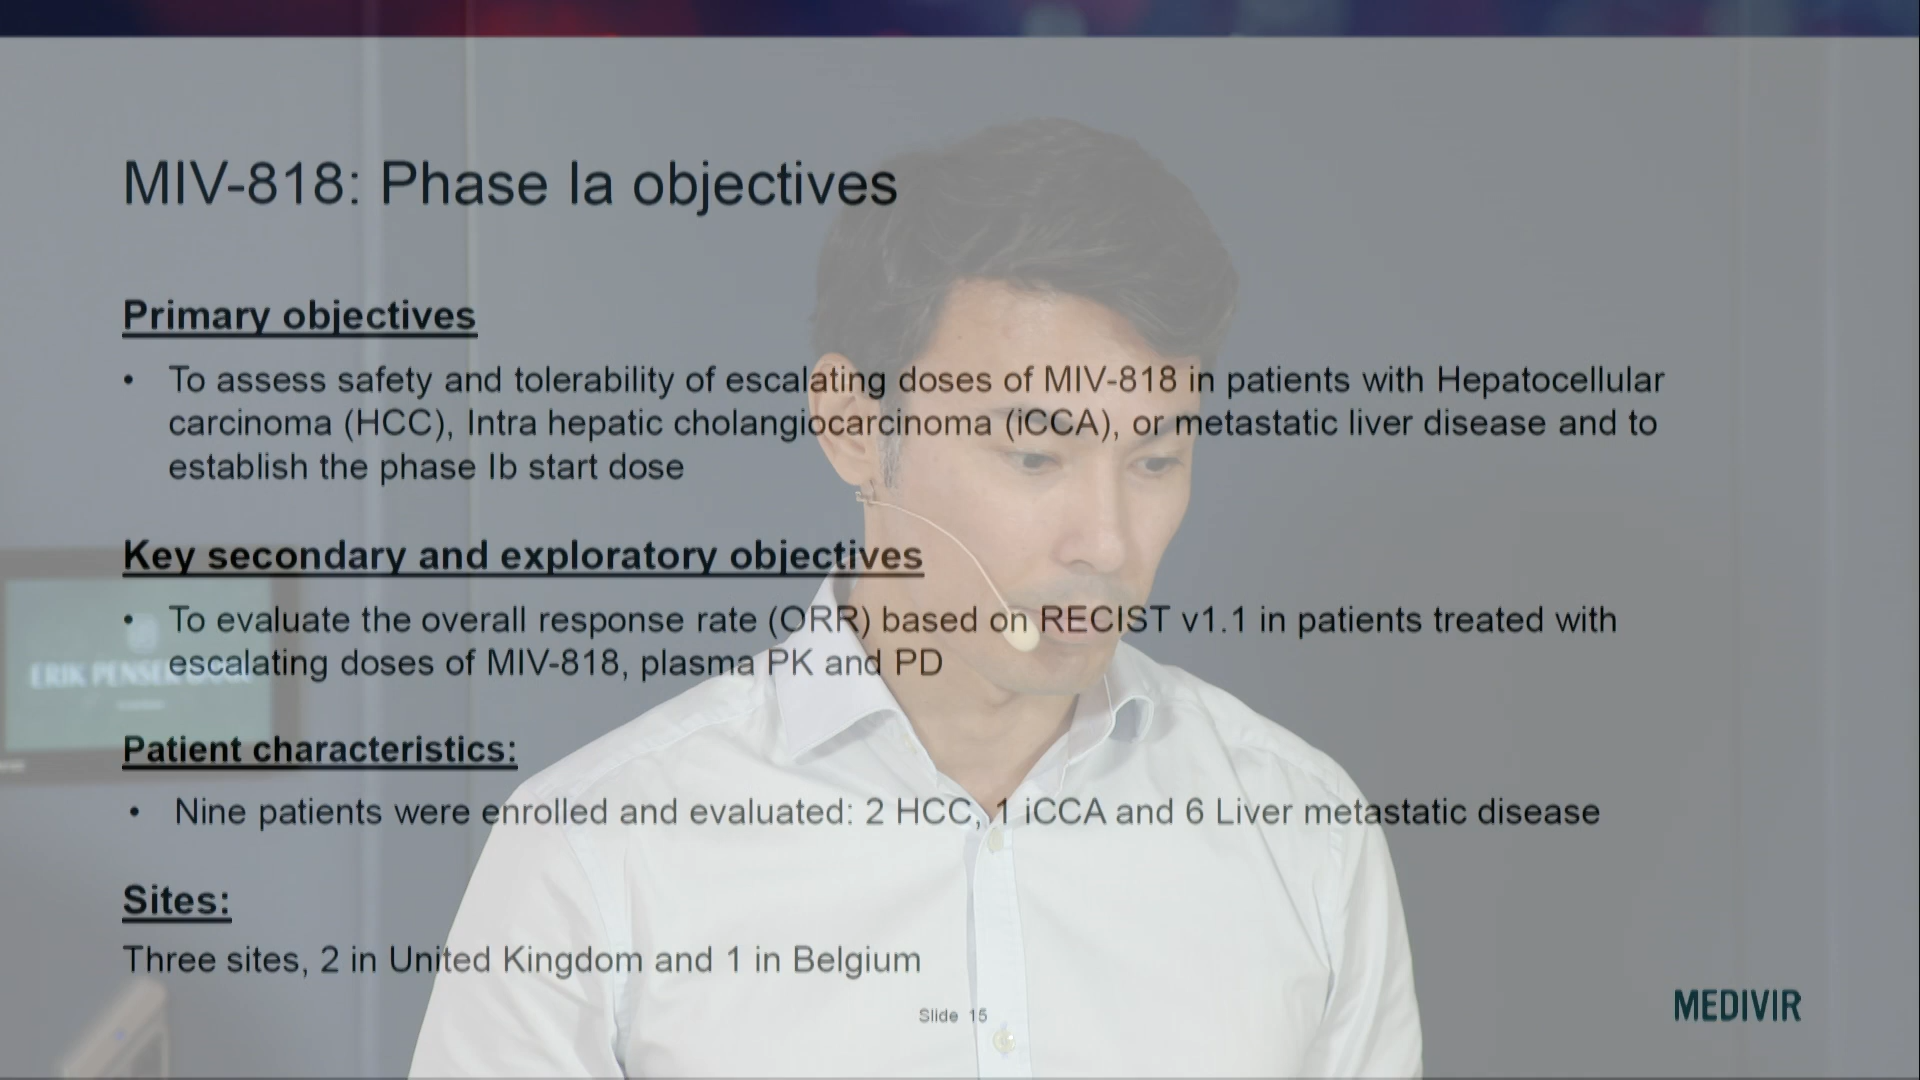 MIV-818: Phase Ia objectives
Primary objectives
• To assess safety and tolerability of escalating doses of MIV-818 in patients with Hepatocellular
carcinoma (HCC), Intra hepatic cholangiocarcinoma (iCCA), or metastatic liver disease and to
establish the phase Ib start dose
Key secondary and exploratory objectives
• To evaluate the overall response rate (ORR) based on RECIST v1.1 in patients treated with
escalating doses of MIV-818, plasma PK and PD
ERIK PENSER BANK
Patient characteristics:
• Nine patients were enrolled and evaluated: 2 HCC, 1 iCCA and 6 Liver metastatic disease
Sites:
Three sites, 2 in United Kingdom and 1 in Belgium
Slide 15
MEDIVIR